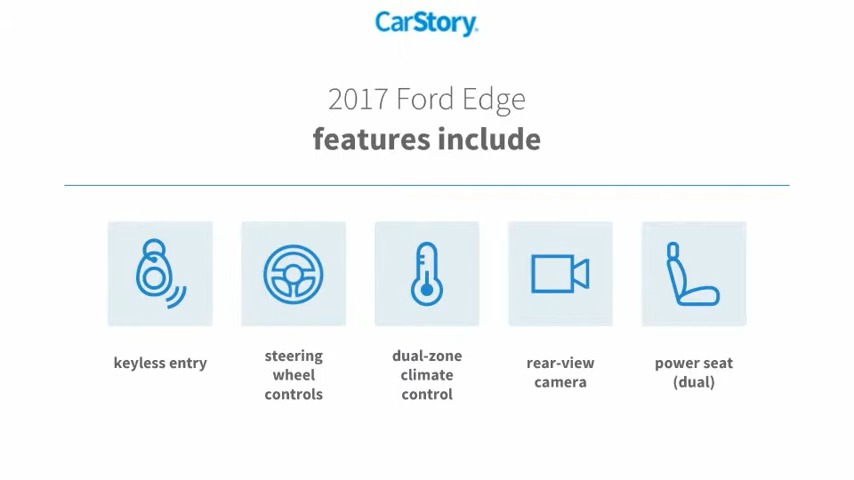 CarStory
2017 Ford Edge
features include
keyless entry
steering
wheel
controls
dual-zone
climate
control
rear-view
camera
power seat
(dual)